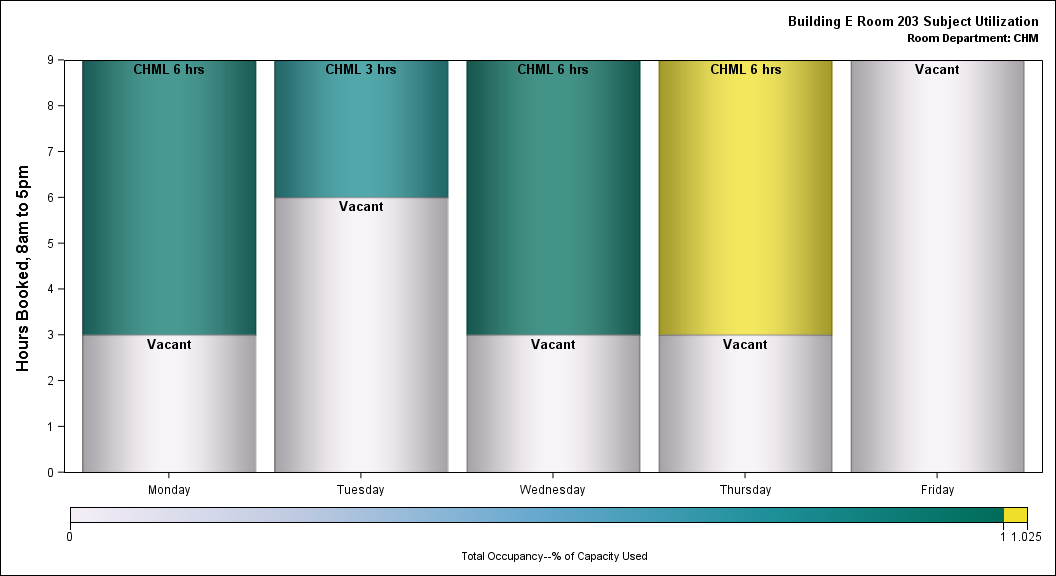 Building E Room 203 Subject Utilization
Room Department: CHM
Hours Booked, 8am to 5pm
9
8
7
6
5
4
3
2
1
0
CHML 6 hrs
CHML 3 hrs
CHML 6 hrs
CHML 6 hrs
Vacant
Vacant
Vacant
Vacant
Vacant
Monday
Tuesday
Wednesday
Thursday
Friday
0
1 1.025
Total Occupancy--% of Capacity Used